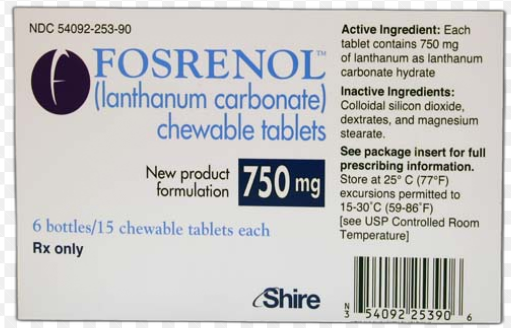 NDC 54092-253-90
FOSRENOL™
(lanthanum carbonate)
chewable tablets
New product
formulation
750 mg
6 bottles/15 chewable tablets each
Rx only
Shire
Active Ingredient: Each
tablet contains 750 mg
of lanthanum as lanthanum
carbonate hydrate
Inactive Ingredients:
Colloidal silicon dioxide,
dextrates, and magnesium
stearate.
See package insert for full
prescribing information.
Store at 25° C (77°F)
excursions permitted to
15-30°C (59-86°F)
[see USP Controlled Room
Temperature]
N
3 54092 25390 6